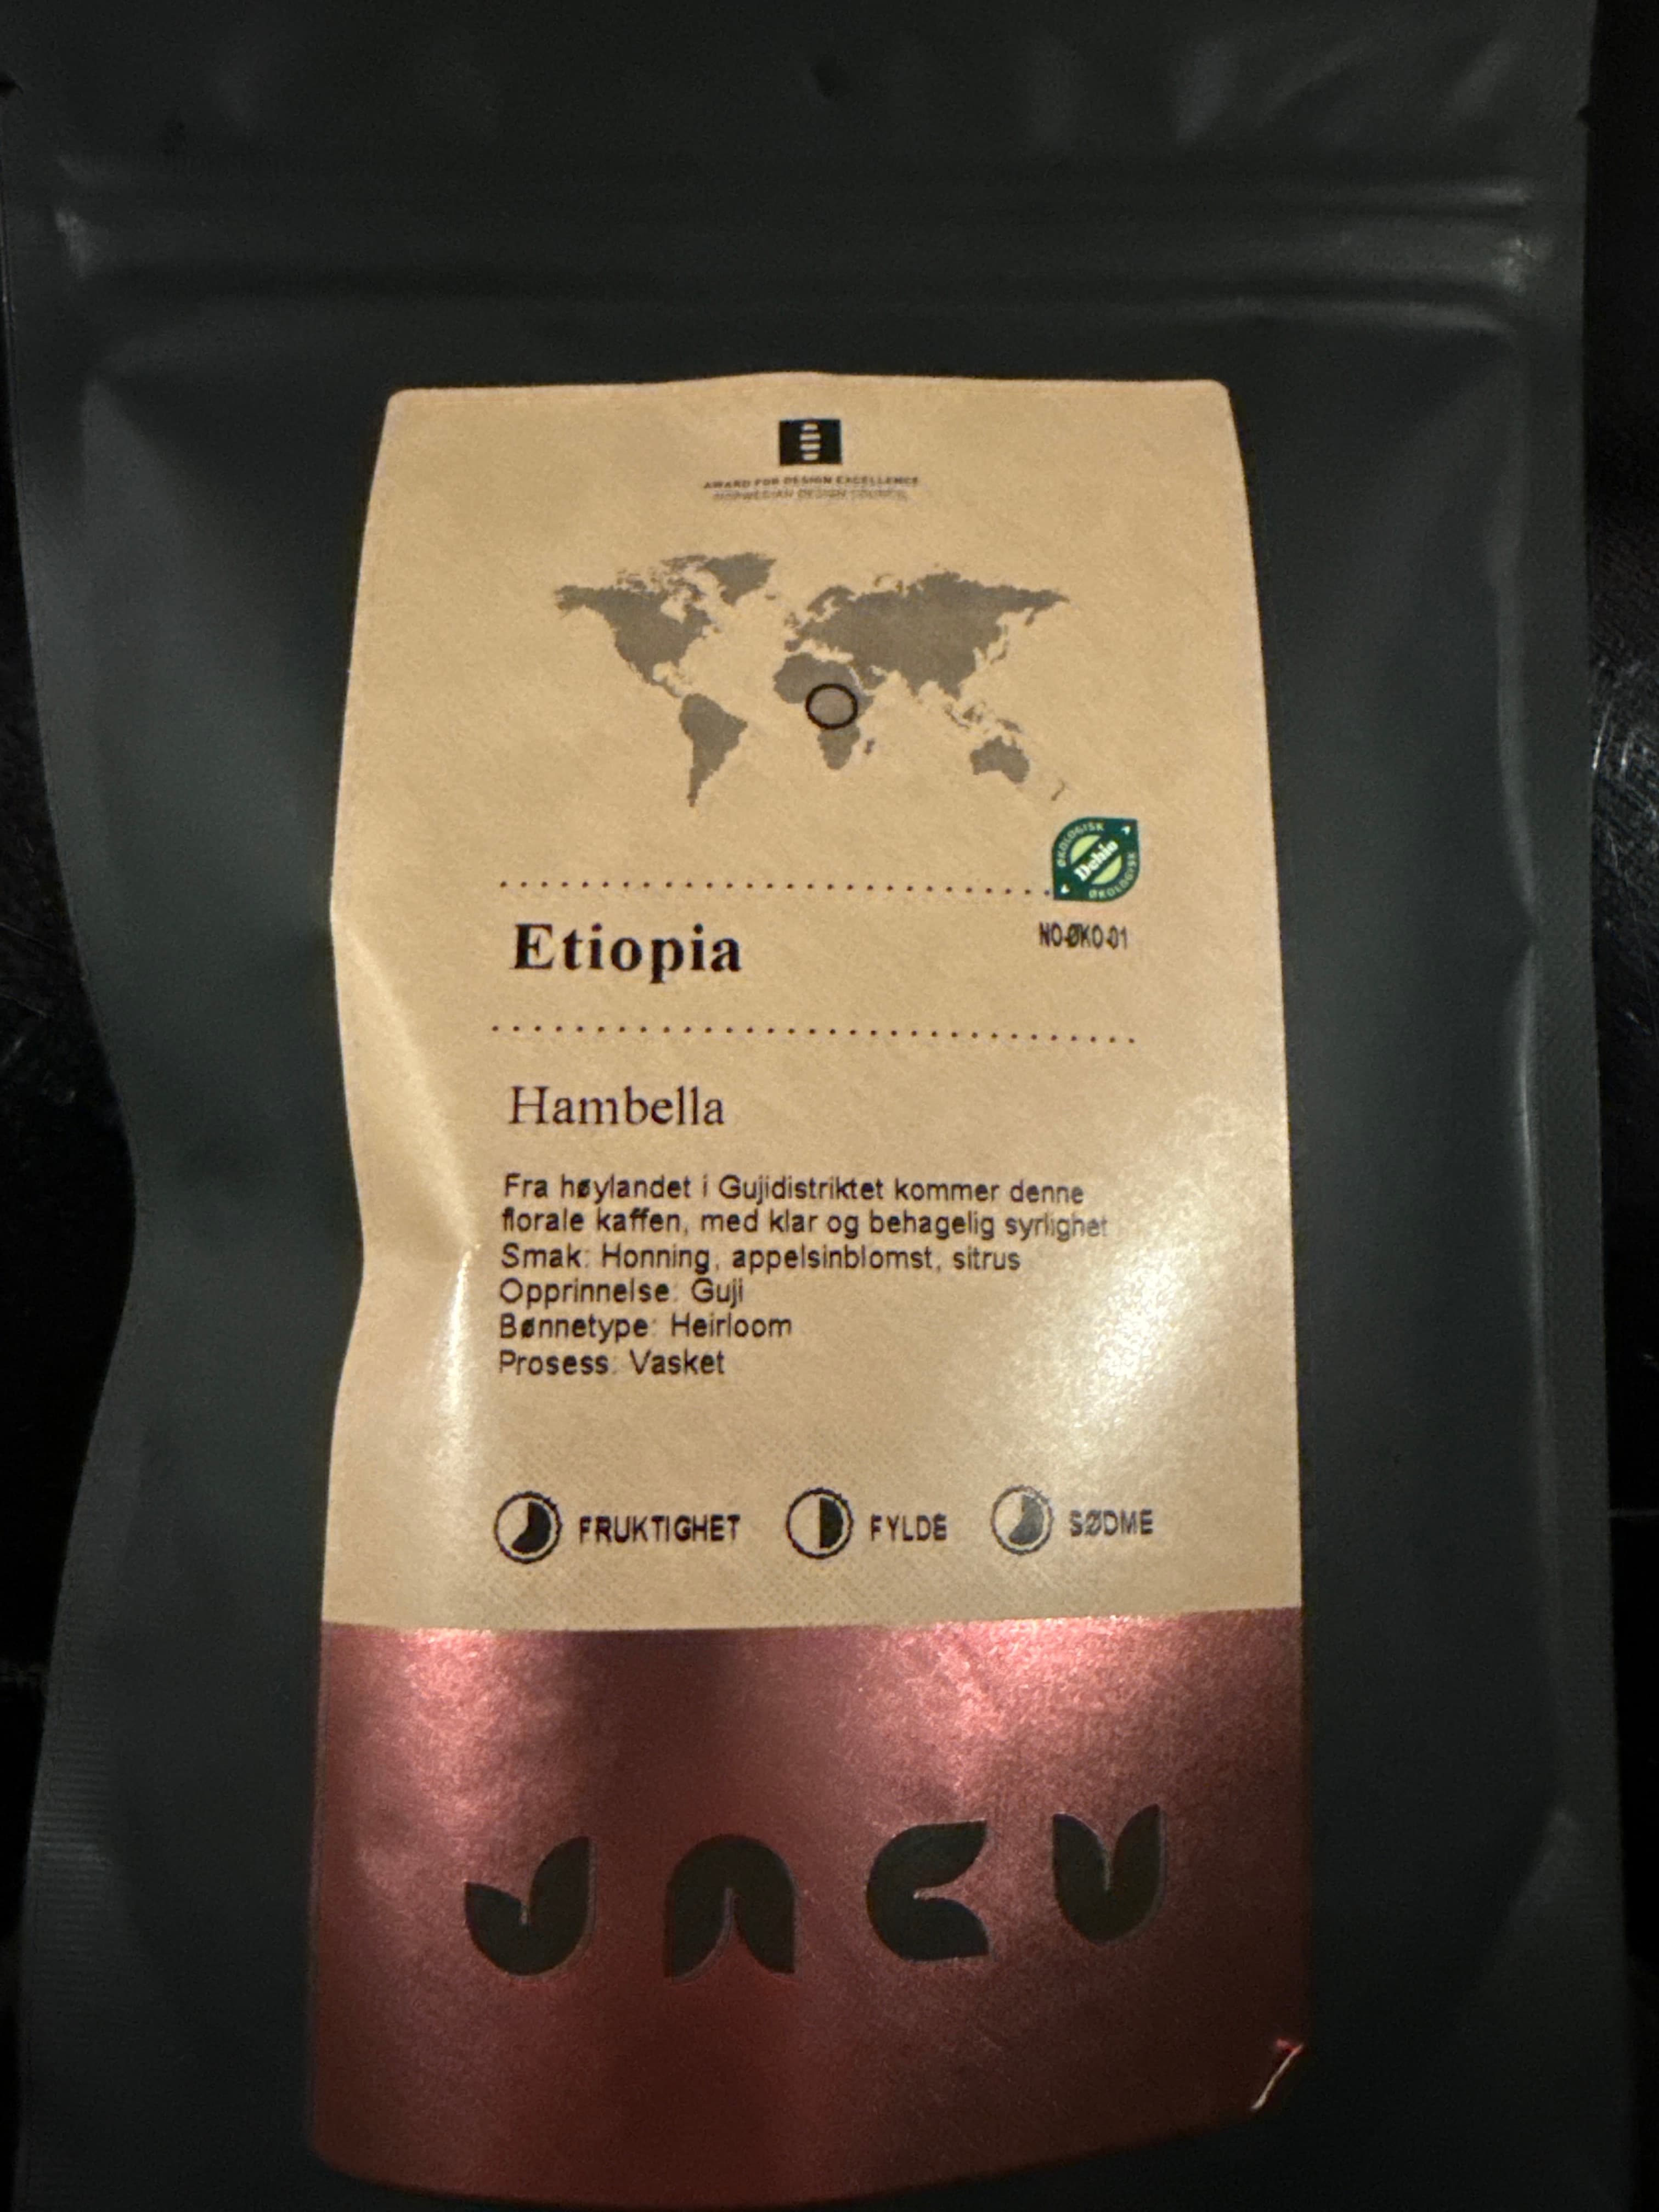 AWARD FOR DESIGN EXCELLENCE
NORWEGIAN DESIGN COUNCIL
ØKOLOGISK
Debio
ØKOLOGISK
Etiopia
NO-ØKO-01
Hambella
Fra høylandet i Gujidistriktet kommer denne
florale kaffen, med klar og behagelig syrlighet
Smak: Honning, appelsinblomst, sitrus
Opprinnelse: Guji
Bønnetype: Heirloom
Prosess: Vasket
FRUKTIGHET FYLDE SØDME
JACU